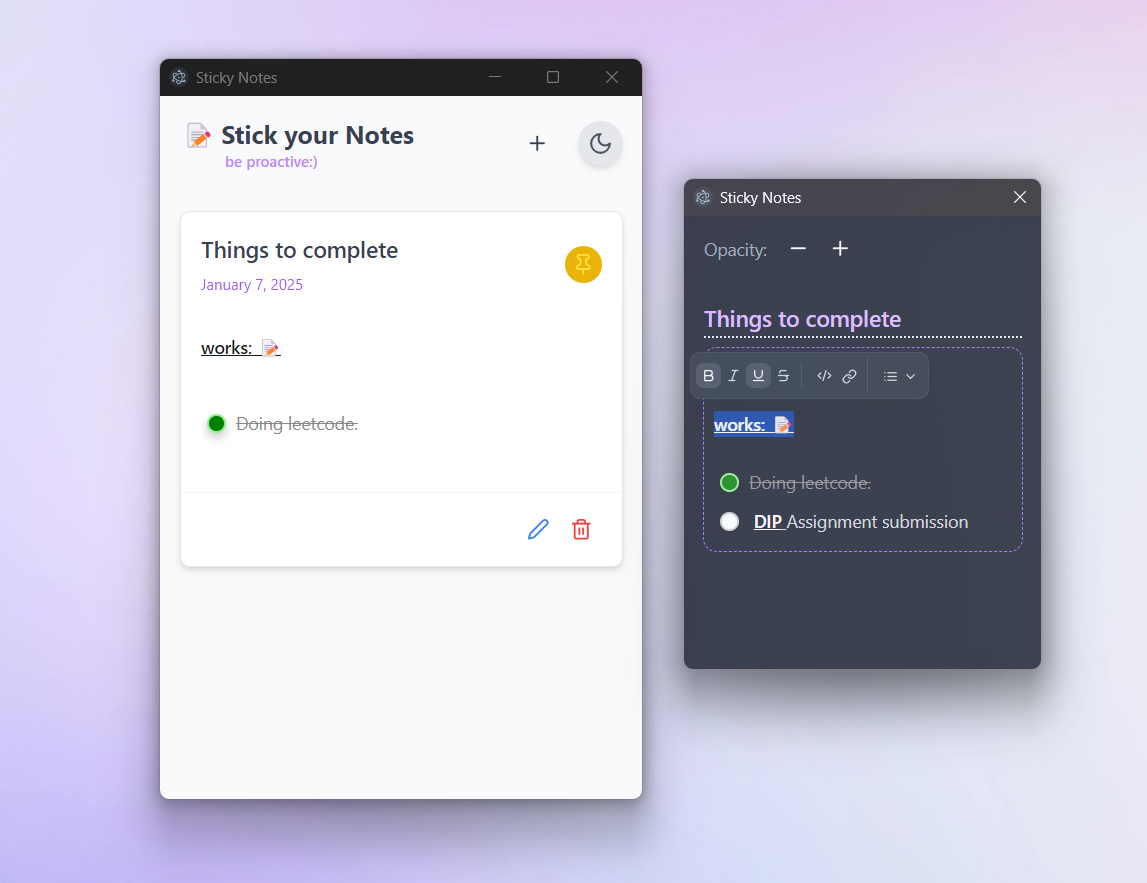 Sticky Notes
Stick your Notes
be proactive:)
Things to complete
January 7, 2025
works:
Doing leetcode.
Sticky Notes
Opacity:
Things to complete
B I U S
works:
Doing leetcode.
DIP Assignment submission